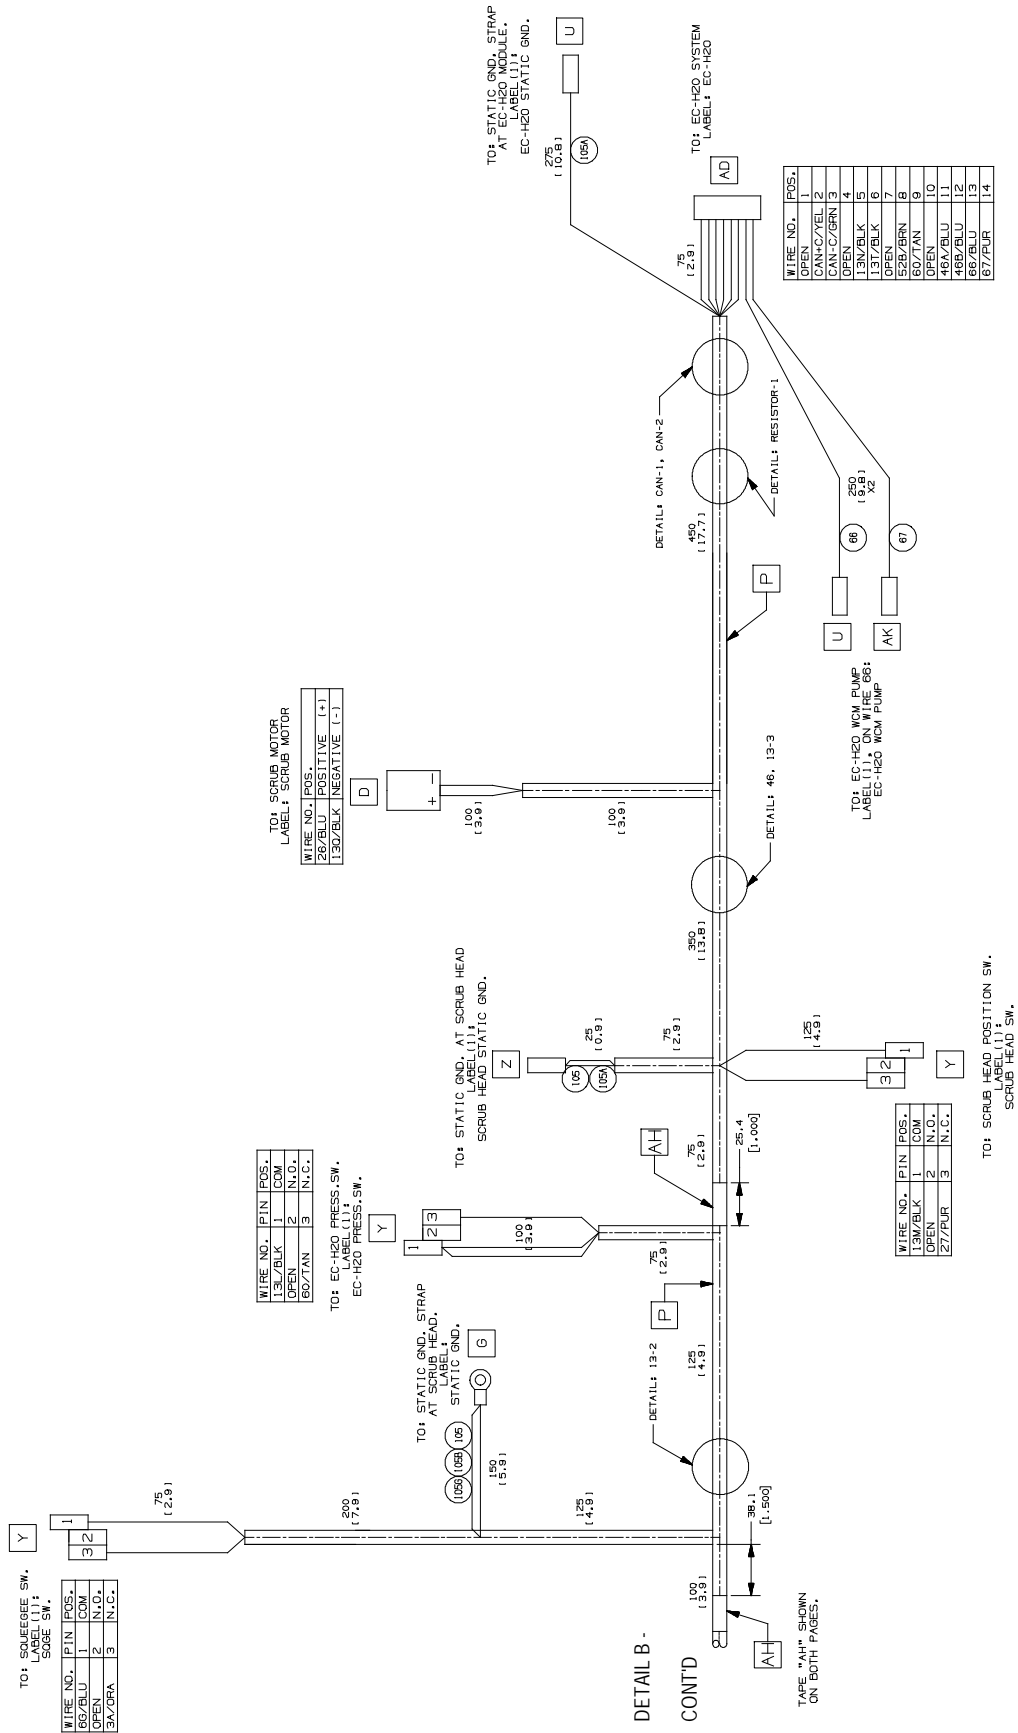 TO: SQUEEGEE SW.
LABEL(1):
SQGE SW.
WIRE NO. PIN POS.
6G/BLU 1 COM
OPEN 2 N.O.
3A/ORA 3 N.C.
Y
3 2 1
75
[2.9]
200
[7.9]
125
[4.9]
105G 105B 105
150
[5.9]
TO: STATIC GND. STRAP
AT SCRUB HEAD.
LABEL:
STATIC GND.
G
WIRE NO. PIN POS.
13L/BLK 1 COM
OPEN 2 N.O.
60/TAN 3 N.C.
TO: EC-H2O PRESS.SW.
LABEL(1):
EC-H2O PRESS.SW.
Y
1 2 3
100
[3.9]
75
[2.9]
TO: STATIC GND. AT SCRUB HEAD
LABEL(1):
SCRUB HEAD STATIC GND.
Z
25
[0.9]
105 105A
75
[2.9]
TO: SCRUB MOTOR
LABEL: SCRUB MOTOR
WIRE NO. POS.
26/BLU POSITIVE (+)
13Q/BLK NEGATIVE (-)
D
+ -
100
[3.9]
100
[3.9]
TO: STATIC GND. STRAP
AT EC-H2O MODULE.
LABEL(1):
EC-H2O STATIC GND.
U
275
[10.8]
105A
TO: EC-H2O SYSTEM
LABEL: EC-H2O
AD
75
[2.9]
WIRE NO. POS.
OPEN 1
CAN+C/YEL 2
CAN-C/GRN 3
OPEN 4
13N/BLK 5
13T/BLK 6
OPEN 7
52B/BRN 8
60/TAN 9
OPEN 10
46A/BLU 11
46B/BLU 12
66/BLU 13
67/PUR 14
DETAIL: CAN-1, CAN-2
DETAIL: RESISTOR-1
450
[17.7]
P
250
[9.8]
X2
66
67
U
AK
TO: EC-H2O WCM PUMP
LABEL(1), ON WIRE 66:
EC-H2O WCM PUMP
DETAIL: 46, 13-3
350
[13.8]
125
[4.9]
3 2 1
Y
WIRE NO. PIN POS.
13M/BLK 1 COM
OPEN 2 N.O.
27/PUR 3 N.C.
TO: SCRUB HEAD POSITION SW.
LABEL(1):
SCRUB HEAD SW.
AH
75
[2.9]
25.4
[1.000]
P
125
[4.9]
DETAIL: 13-2
38.1
[1.500]
100
[3.9]
AH
TAPE "AH" SHOWN
ON BOTH PAGES.
DETAIL B -
CONT'D